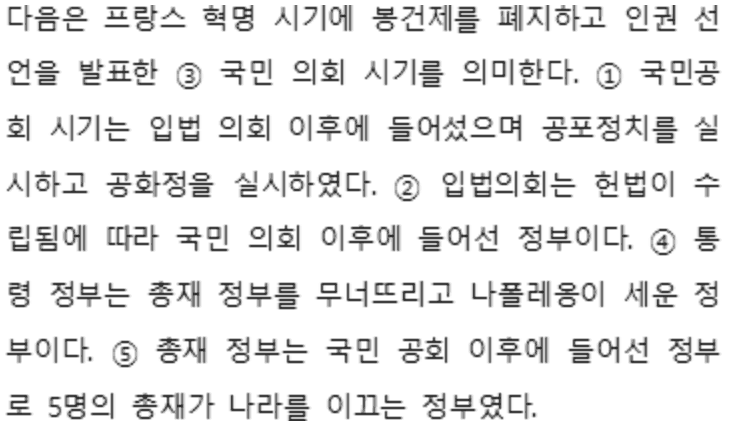 다음은 프랑스 혁명 시기에 봉건제를 폐지하고 인권 선
언을 발표한 ③ 국민 의회 시기를 의미한다. ① 국민공
회 시기는 입법 의회 이후에 들어섰으며 공포정치를 실
시하고 공화정을 실시하였다. ② 입법의회는 헌법이 수
립됨에 따라 국민 의회 이후에 들어선 정부이다. ④ 통
령 정부는 총재 정부를 무너뜨리고 나폴레옹이 세운 정
부이다. ⑤ 총재 정부는 국민 공회 이후에 들어선 정부
로 5명의 총재가 나라를 이끄는 정부였다.